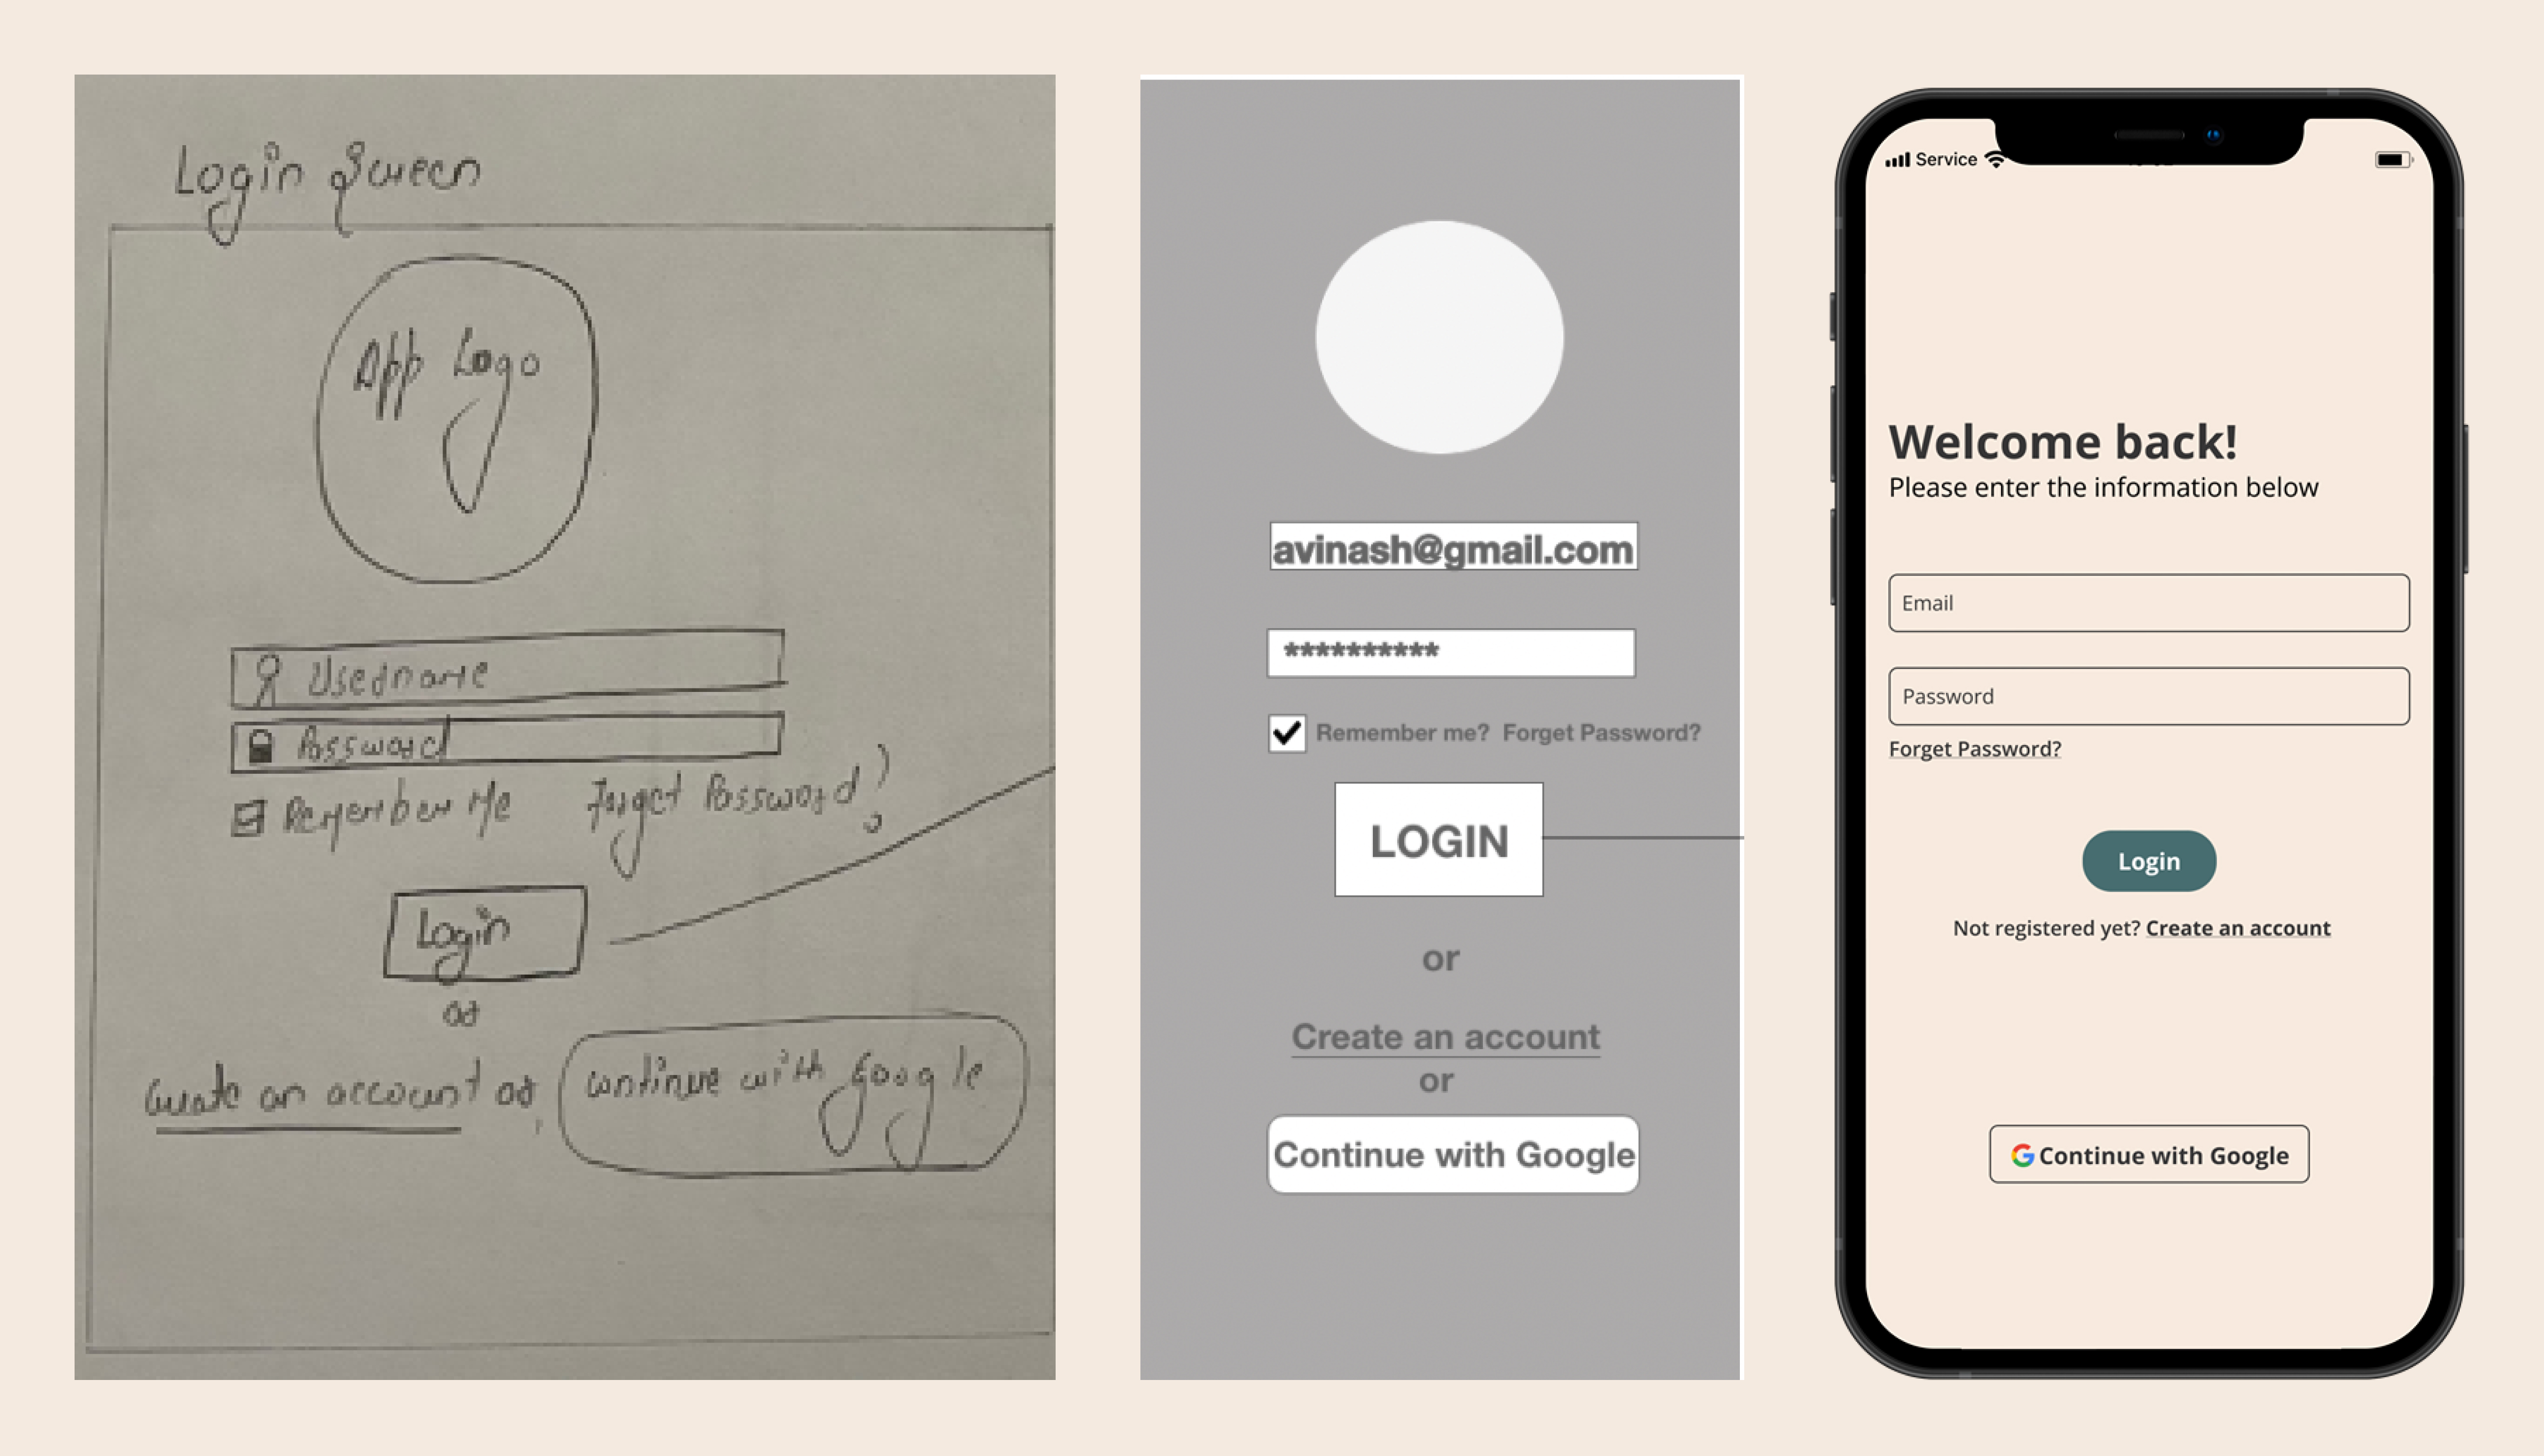 Login Screen
App Logo
Username
Password
Remember Me Forget Password?
Login
or
Create an account or continue with Google
avinash@gmail.com
**********
Remember me? Forget Password?
LOGIN
or
Create an account
or
Continue with Google
Service
Welcome back!
Please enter the information below
Email
Password
Forget Password?
Login
Not registered yet? Create an account
Continue with Google